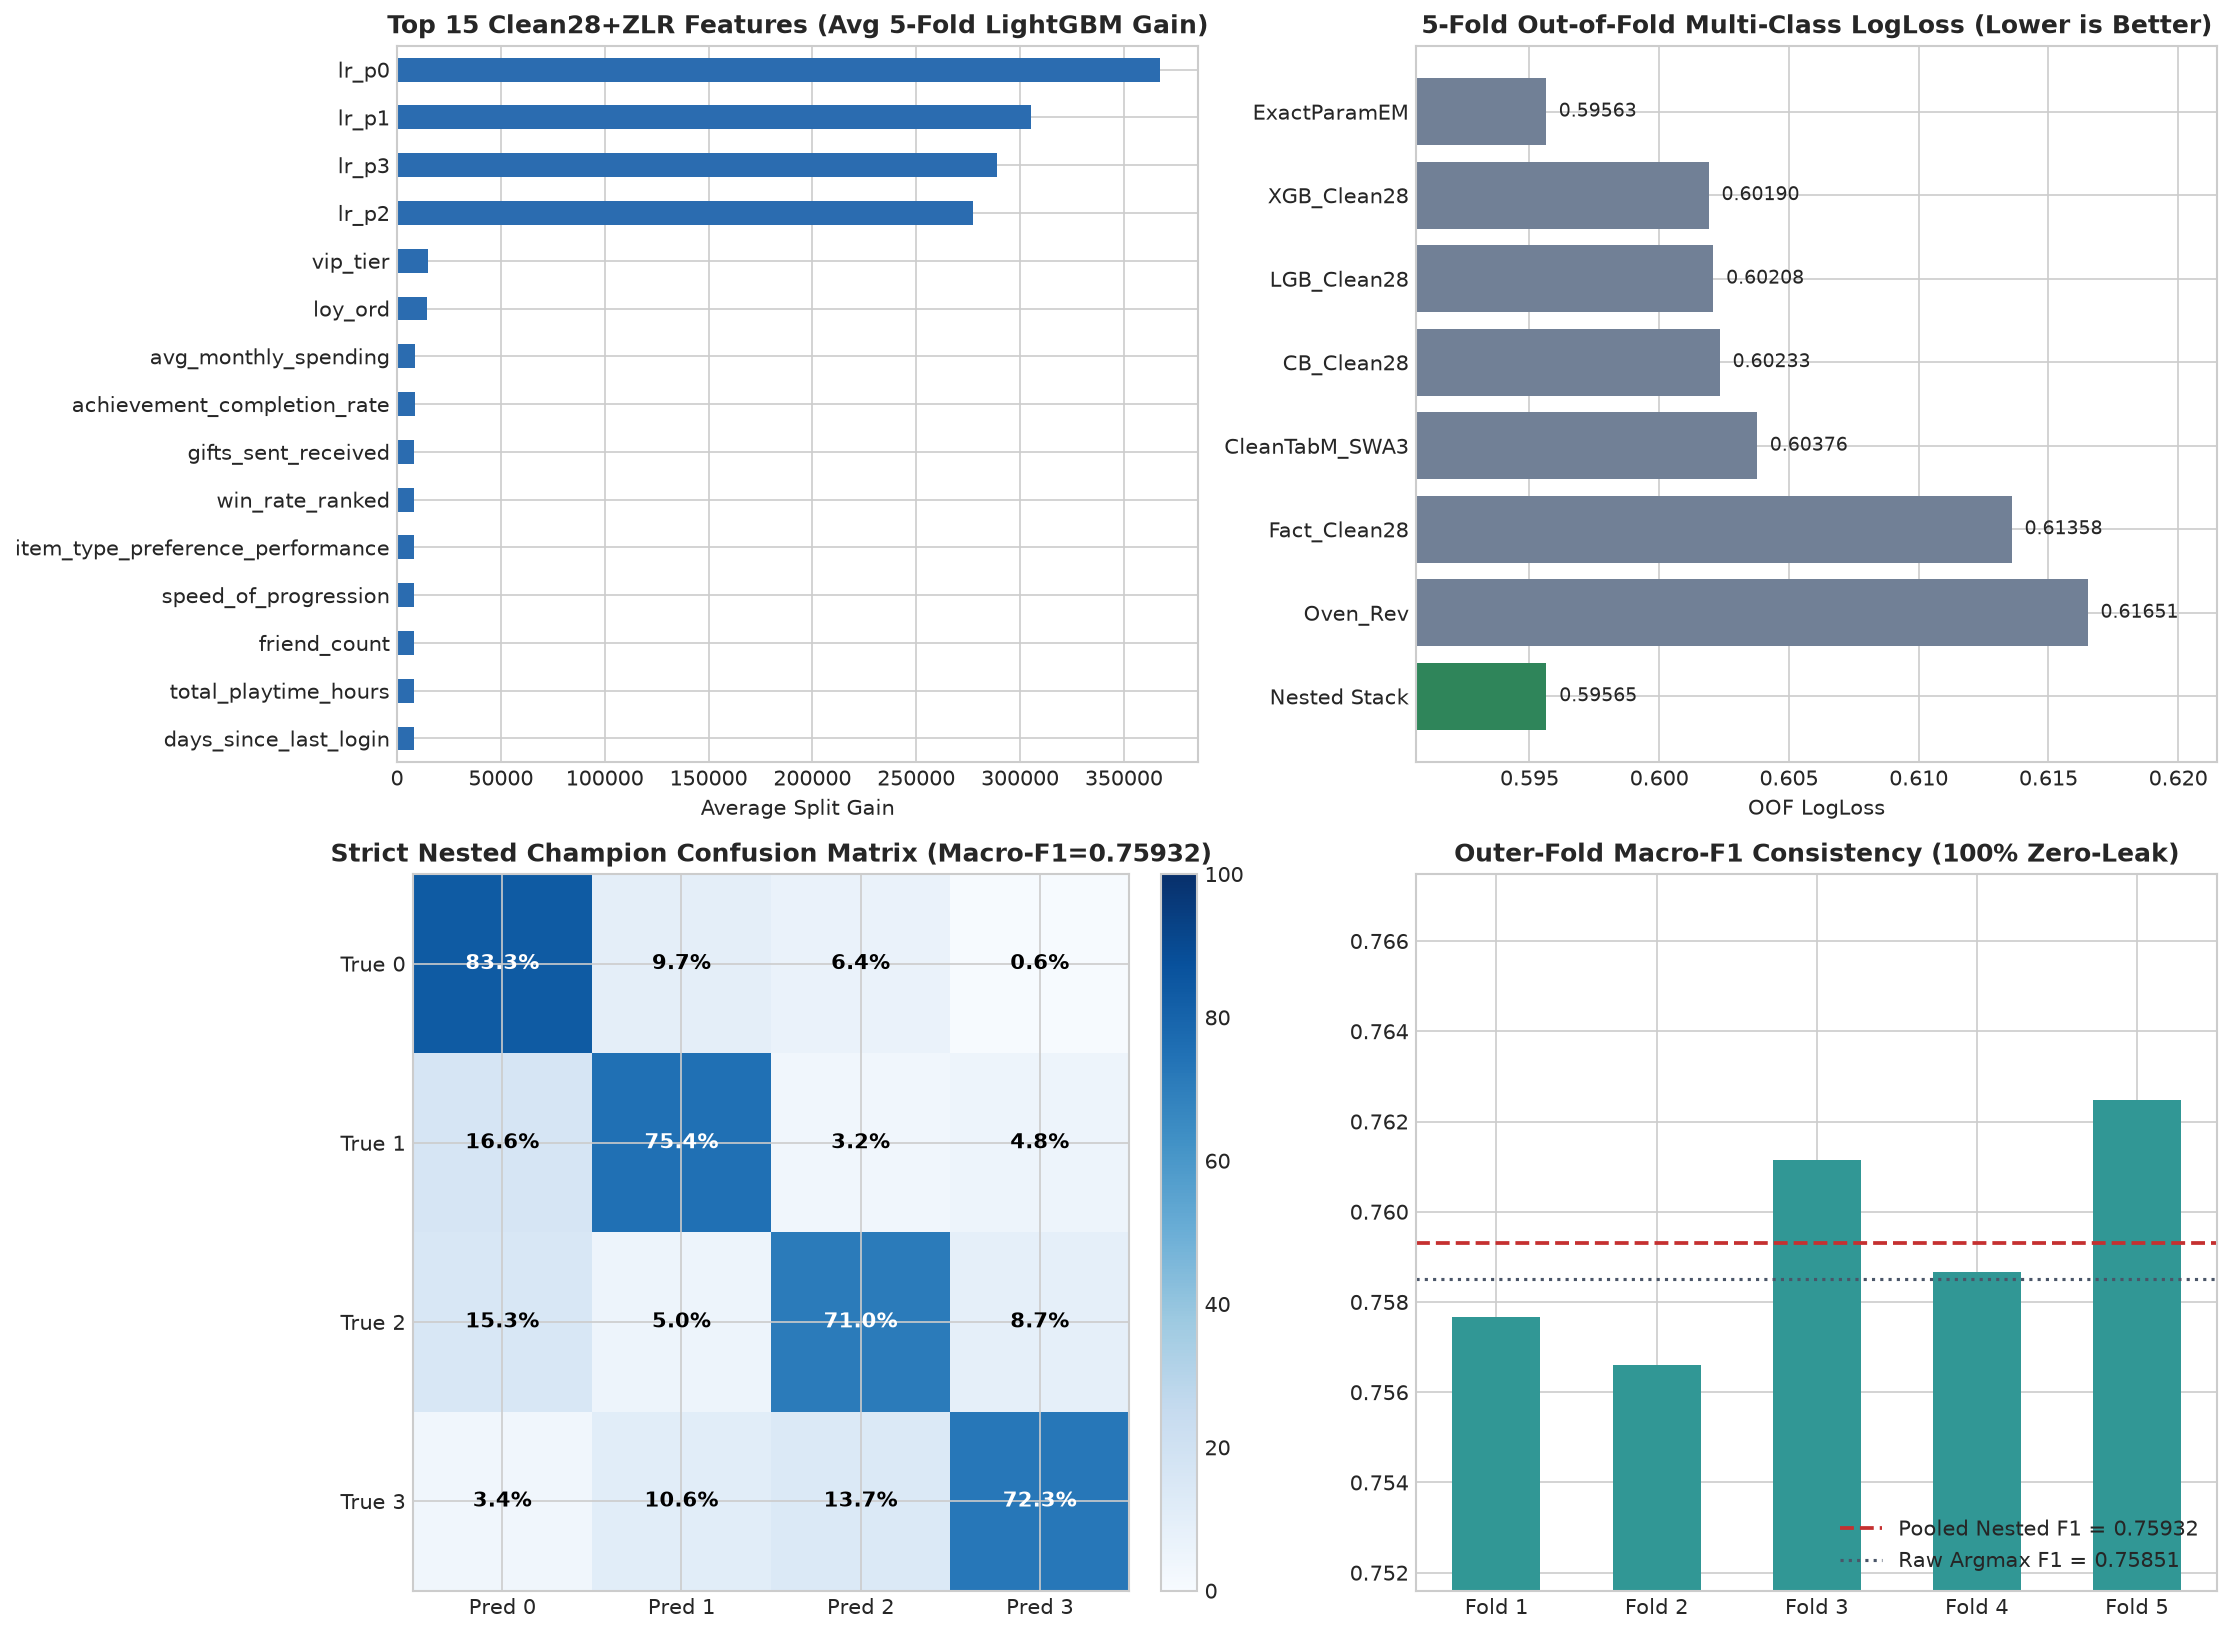 Top 15 Clean28+ZLR Features (Avg 5-Fold LightGBM Gain)
lr_p0
lr_p1
lr_p3
lr_p2
vip_tier
loy_ord
avg_monthly_spending
achievement_completion_rate
gifts_sent_received
win_rate_ranked
item_type_preference_performance
speed_of_progression
friend_count
total_playtime_hours
days_since_last_login
0 50000 100000 150000 200000 250000 300000 350000
Average Split Gain
5-Fold Out-of-Fold Multi-Class LogLoss (Lower is Better)
ExactParamEM 0.59563
XGB_Clean28 0.60190
LGB_Clean28 0.60208
CB_Clean28 0.60233
CleanTabM_SWA3 0.60376
Fact_Clean28 0.61358
Oven_Rev 0.61651
Nested Stack 0.59565
0.595 0.600 0.605 0.610 0.615 0.620
OOF LogLoss
Strict Nested Champion Confusion Matrix (Macro-F1=0.75932)
True 0 83.3% 9.7% 6.4% 0.6%
True 1 16.6% 75.4% 3.2% 4.8%
True 2 15.3% 5.0% 71.0% 8.7%
True 3 3.4% 10.6% 13.7% 72.3%
Pred 0 Pred 1 Pred 2 Pred 3
100
80
60
40
20
0
Outer-Fold Macro-F1 Consistency (100% Zero-Leak)
0.766
0.764
0.762
0.760
0.758
0.756
0.754
0.752
Pooled Nested F1 = 0.75932
Raw Argmax F1 = 0.75851
Fold 1 Fold 2 Fold 3 Fold 4 Fold 5